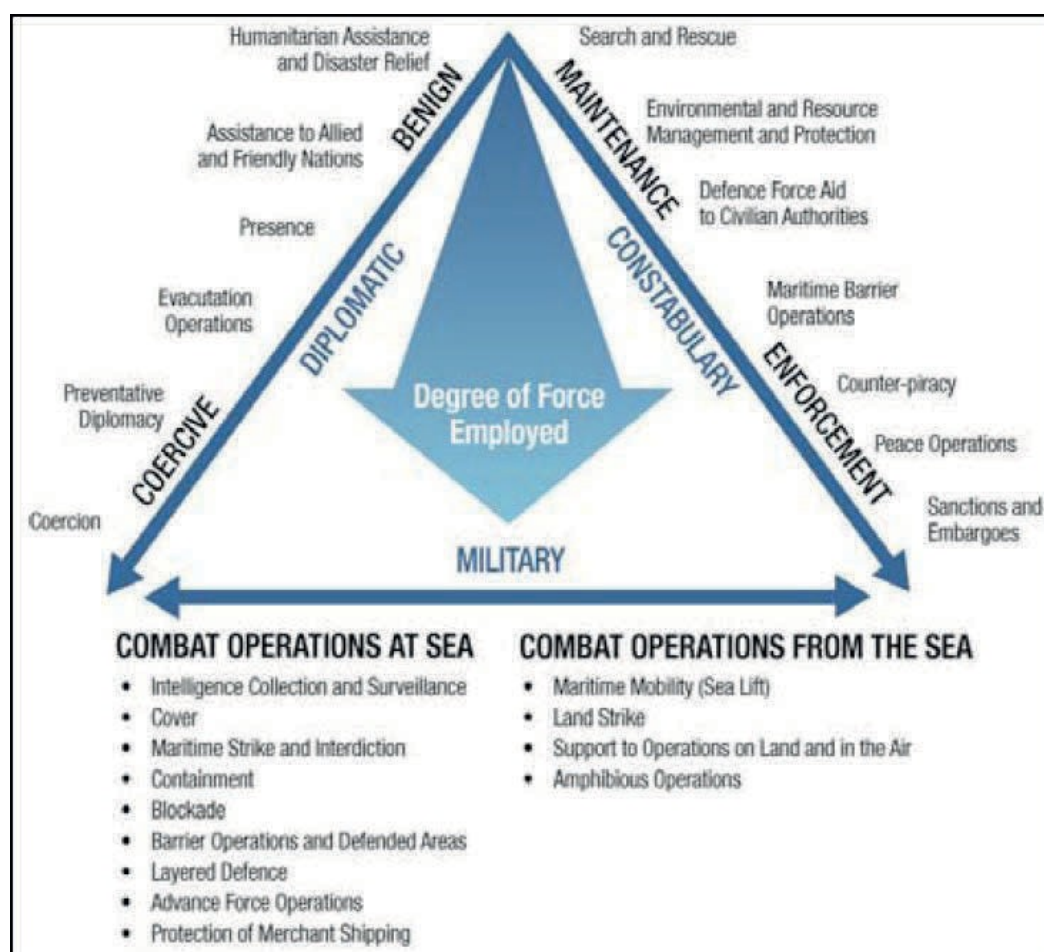 Humanitarian Assistance
and Disaster Relief
Search and Rescue
BENIGN
MAINTENANCE
Environmental and Resource
Management and Protection
Assistance to Allied
and Friendly Nations
Defence Force Aid
to Civilian Authorities
Presence
DIPLOMATIC
CONSTABULARY
Evacutation
Operations
Maritime Barrier
Operations
ENFORCEMENT
Counter-piracy
Preventative
Diplomacy
Degree of Force
Employed
COERCIVE
Peace Operations
Coercion
Sanctions and
Embargoes
MILITARY
COMBAT OPERATIONS AT SEA
• Intelligence Collection and Surveillance
• Cover
• Maritime Strike and Interdiction
• Containment
• Blockade
• Barrier Operations and Defended Areas
• Layered Defence
• Advance Force Operations
• Protection of Merchant Shipping
COMBAT OPERATIONS FROM THE SEA
• Maritime Mobility (Sea Lift)
• Land Strike
• Support to Operations on Land and in the Air
• Amphibious Operations